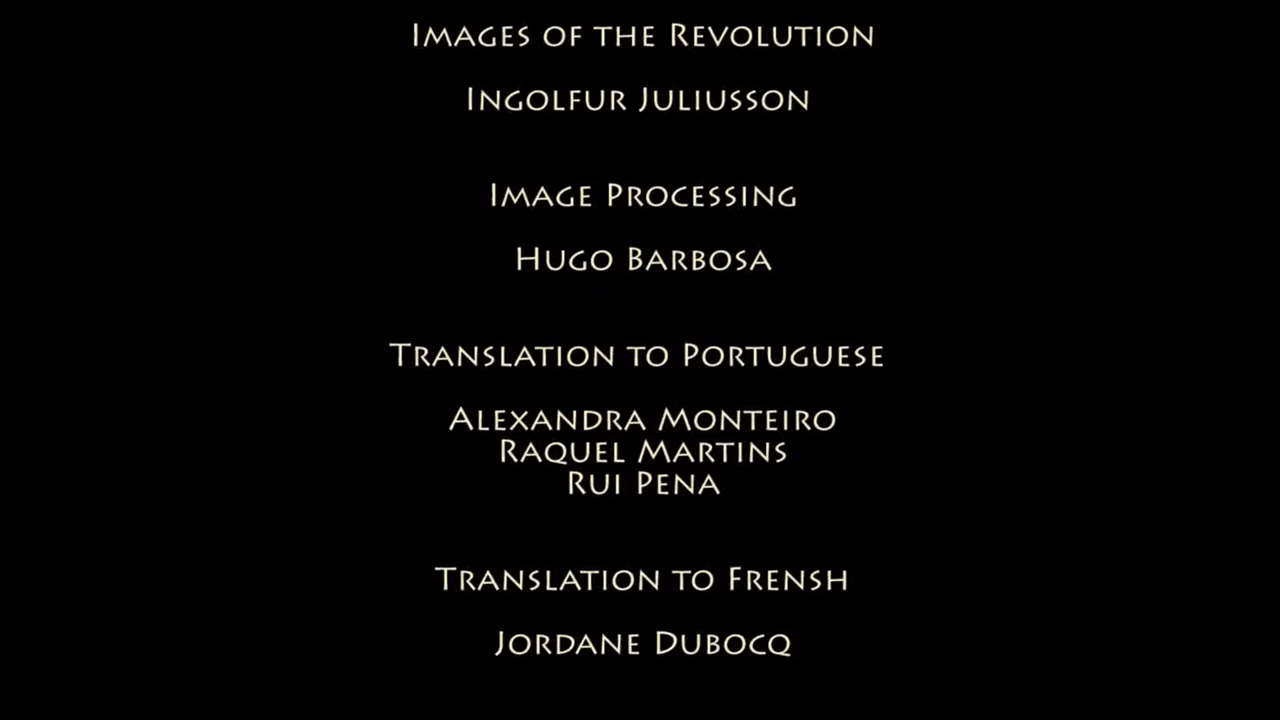 Images of the Revolution
Ingolfur Juliusson
Image Processing
Hugo Barbosa
Translation to Portuguese
Alexandra Monteiro
Raquel Martins
Rui Pena
Translation to Frensh
Jordane Dubocq